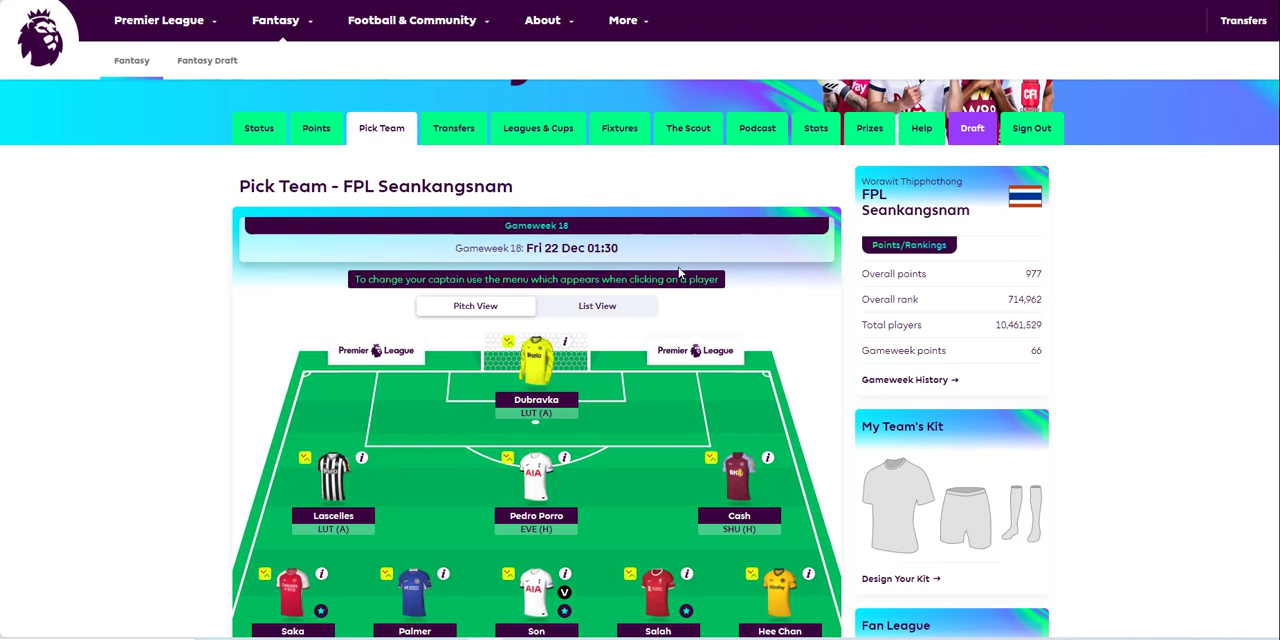 Premier League Fantasy Football & Community About More Transfers
Fantasy Fantasy Draft
Status Points Pick Team Transfers Leagues & Cups Fixtures The Scout Podcast Stats Prizes Help Draft Sign Out
Pick Team - FPL Seankangsnam
Gameweek 18
Gameweek 18: Fri 22 Dec 01:30
To change your captain use the menu which appears when clicking on a player
Pitch View List View
Premier League Premier League
Dubravka
LUT (A)
AIA
Lascelles Pedro Porro Cash
LUT (A) EVE (H) SHU (H)
AIA
V
Saka Palmer Son Salah Hee Chan
Worawit Thipphothong
FPL
Seankangsnam
Points/Rankings
Overall points 977
Overall rank 714,962
Total players 10,461,529
Gameweek points 66
Gameweek History →
My Team's Kit
Design Your Kit →
Fan League